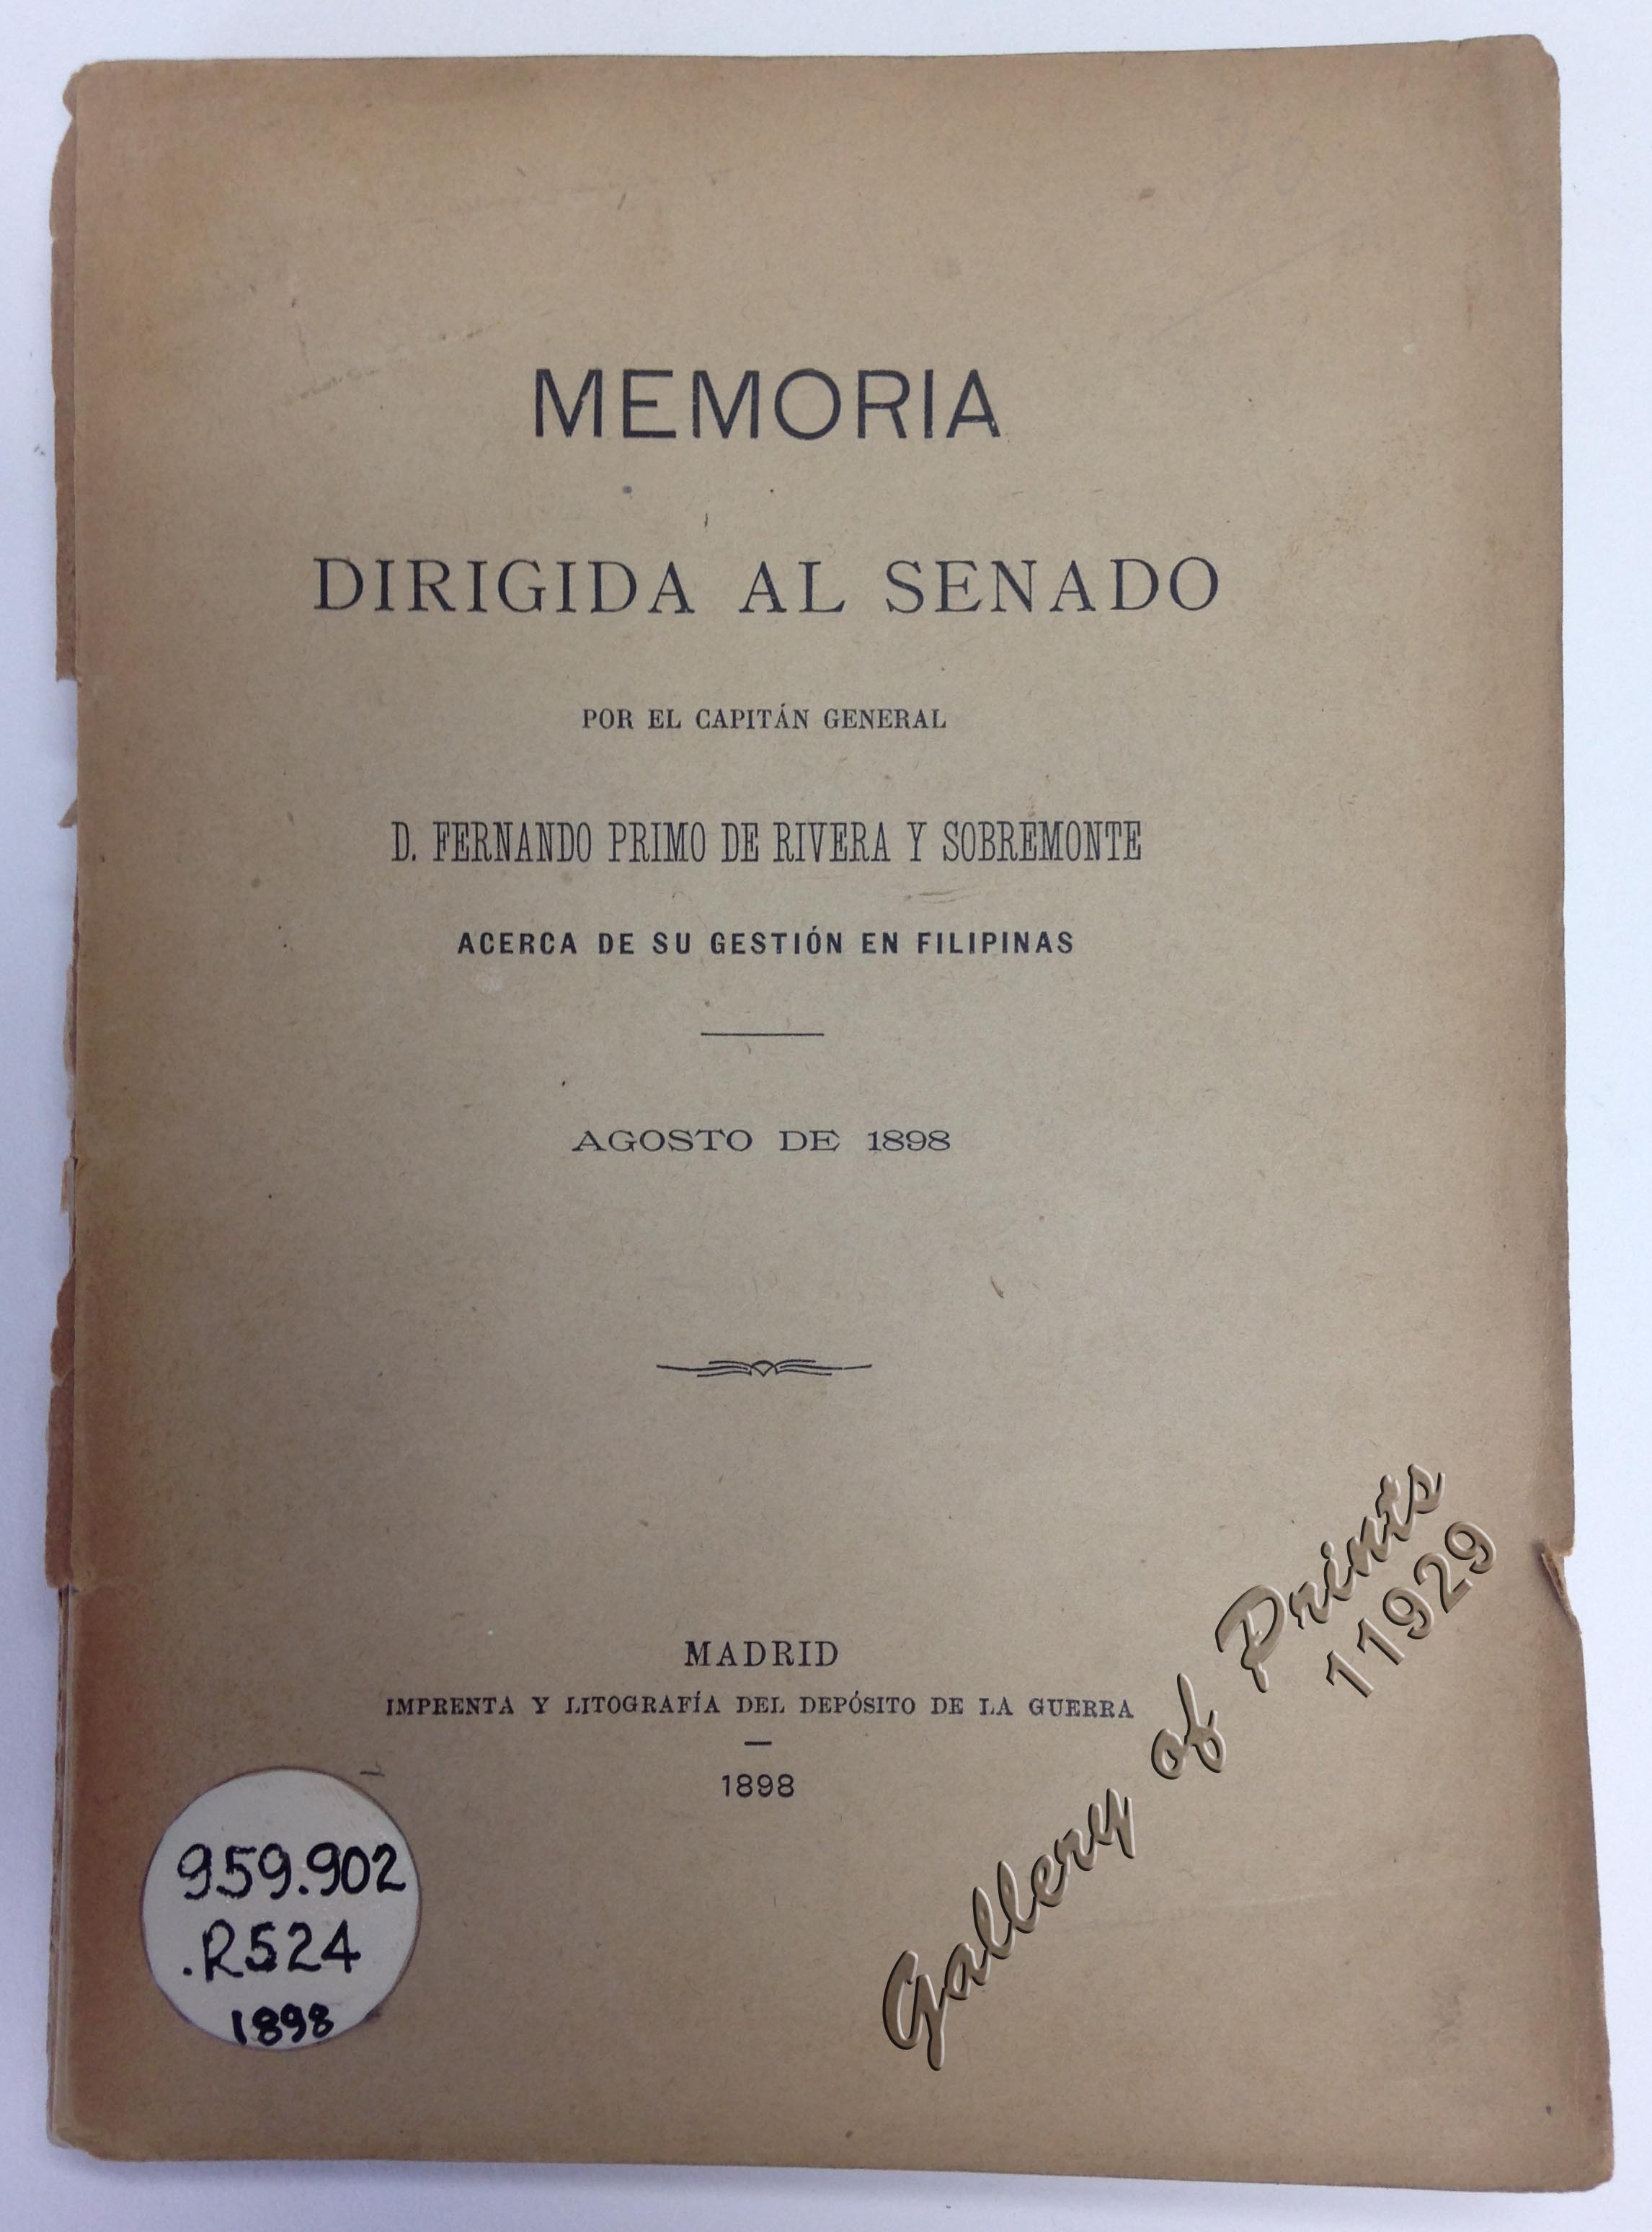 MEMORIA
DIRIGIDA AL SENADO
POR EL CAPITÁN GENERAL
D. FERNANDO PRIMO DE RIVERA Y SOBREMONTE
ACERCA DE SU GESTIÓN EN FILIPINAS
AGOSTO DE 1898
MADRID
IMPRENTA Y LITOGRAFÍA DEL DEPÓSITO DE LA GUERRA
1898
959.902
.R524
1898
Gallery of Prints
11929